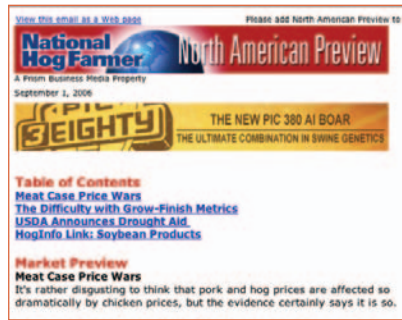 View this email as a Web page
Please add North American Preview to
National
Hog Farmer
North American Preview
A Prism Business Media Property
September 1, 2006
PIC
3EIGHTY
THE NEW PIC 380 AI BOAR
THE ULTIMATE COMBINATION IN SWINE GENETICS
Table of Contents
Meat Case Price Wars
The Difficulty with Grow-Finish Metrics
USDA Announces Drought Aid
HogInfo Link: Soybean Products
Market Preview
Meat Case Price Wars
It's rather disgusting to think that pork and hog prices are affected so
dramatically by chicken prices, but the evidence certainly says it is so.